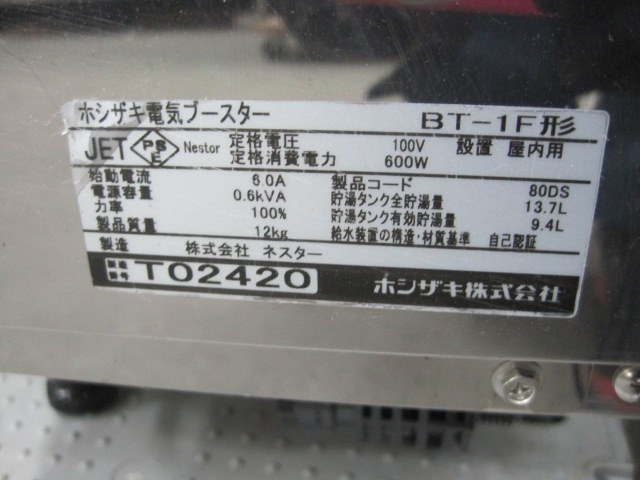 ホシザキ電気ブースター BT-1F形
JET PSE Nestor 定格電圧 100V 設置 屋内用
定格消費電力 600W
始動電流 6.0A 製品コード 80DS
電源容量 0.6kVA 貯湯タンク全貯湯量 13.7L
力率 100% 貯湯タンク有効貯湯量 9.4L
製品質量 12kg 給水装置の構造・材質基準 自己認証
製造 株式会社 ネスター
製造番号 T02420 ホシザキ株式会社